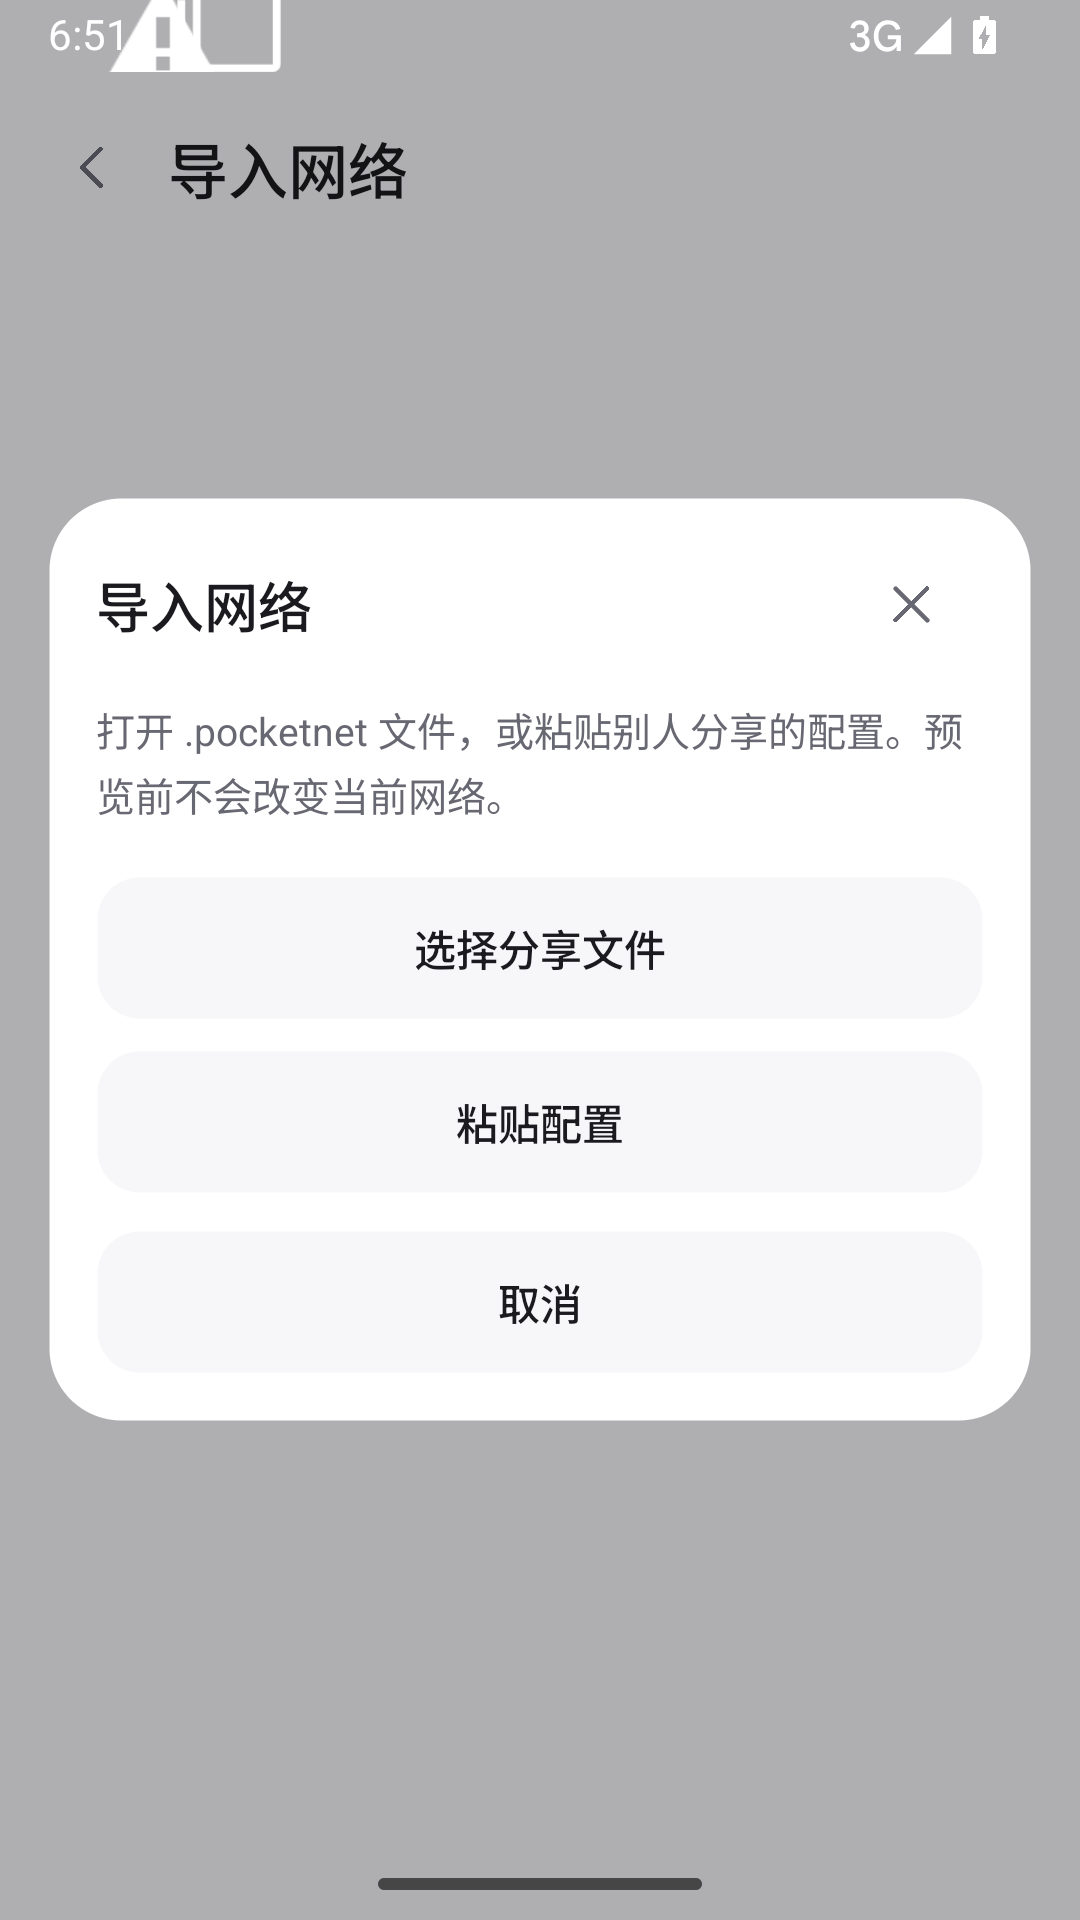 6:51
3G
导入网络
导入网络
打开 .pocketnet 文件，或粘贴别人分享的配置。预
览前不会改变当前网络。
选择分享文件
粘贴配置
取消